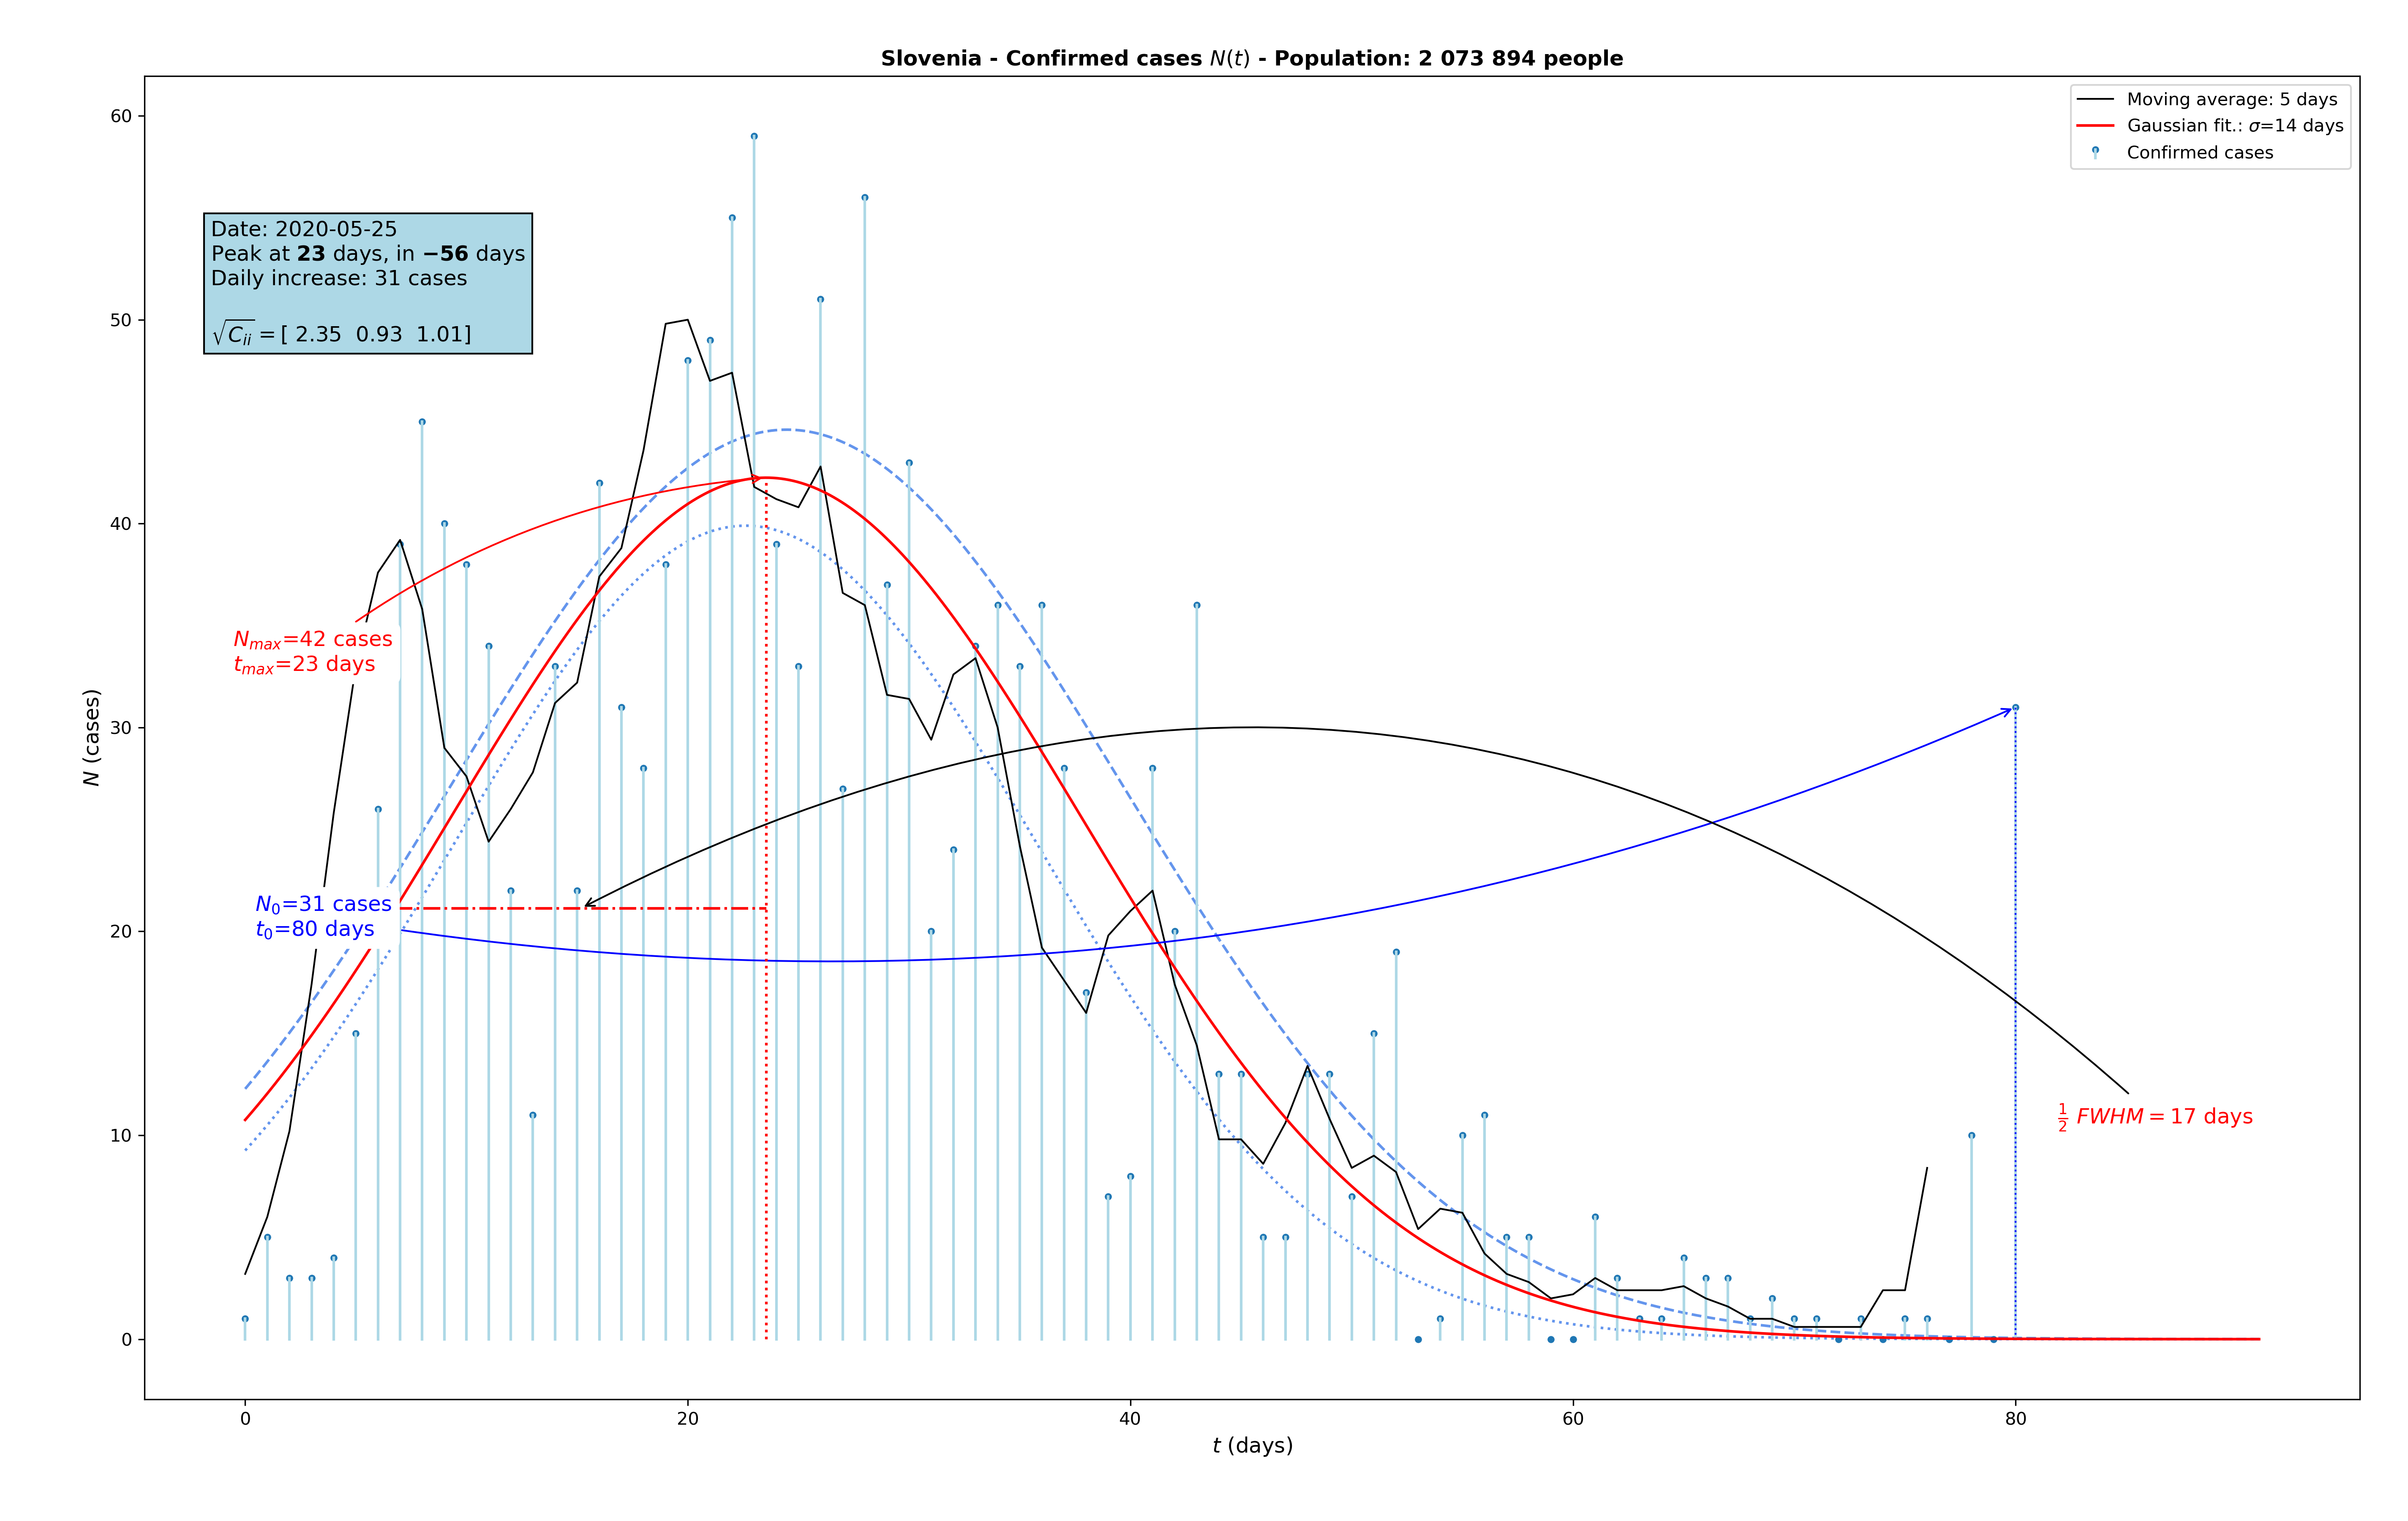 Slovenia - Confirmed cases N(t) - Population: 2 073 894 people
Moving average: 5 days
Gaussian fit.: σ=14 days
Confirmed cases
Date: 2020-05-25
Peak at 23 days, in −56 days
Daily increase: 31 cases
√C_ii = [ 2.35 0.93 1.01]
N_max=42 cases
t_max=23 days
N_0=31 cases
t_0=80 days
1/2 FWHM = 17 days
N (cases)
60
50
40
30
20
10
0
0 20 40 60 80
t (days)